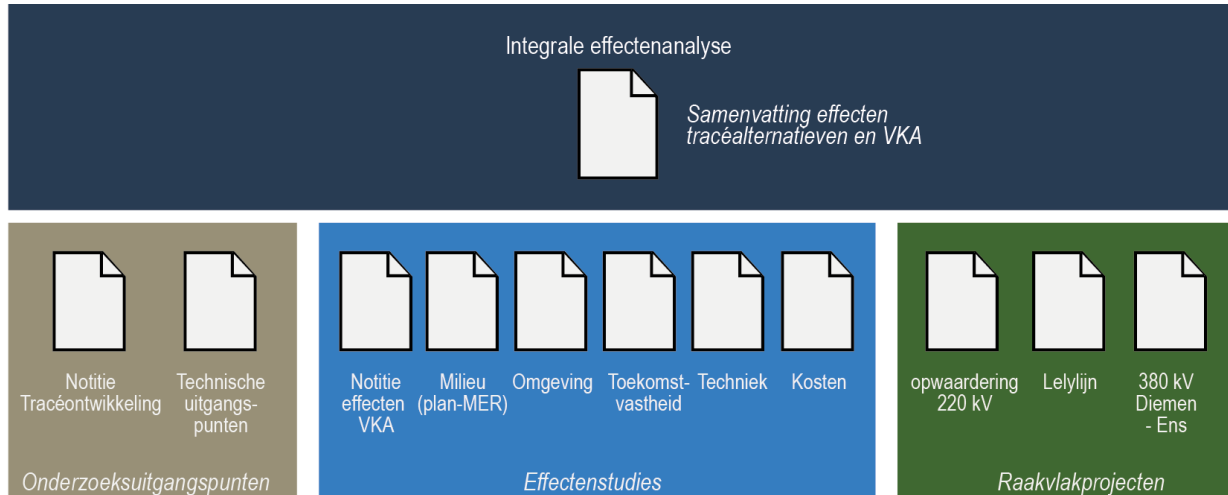 Integrale effectenanalyse
Samenvatting effecten
tracéalternatieven en VKA
Notitie
Tracéontwikkeling
Technische
uitgangs-
punten
Onderzoeksuitgangspunten
Notitie
effecten
VKA
Milieu
(plan-MER)
Omgeving
Toekomst-
vastheid
Techniek
Kosten
Effectenstudies
opwaardering
220 kV
Lelylijn
380 kV
Diemen
- Ens
Raakvlakprojecten